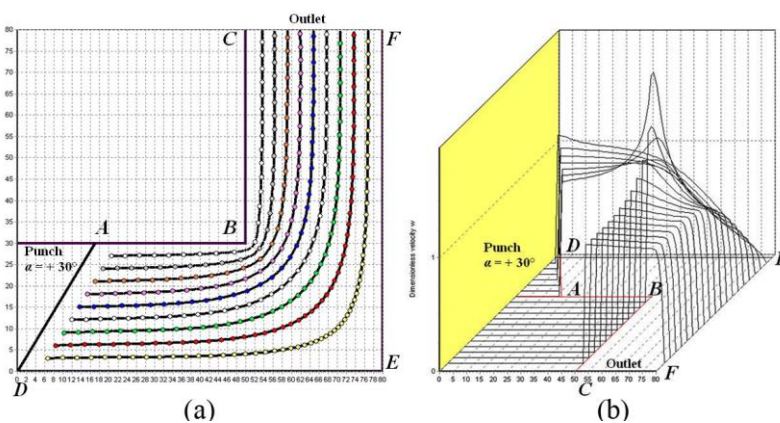 Outlet
80
75
70
65
60
55
50
45
40
35
30
25
20
15
10
5
0
C
F
A
B
Punch
α = + 30°
E
D
0 2 4 6 8 10 12 14 16 18 20 22 24 26 28 30 32 34 36 38 40 42 44 46 48 50 52 54 56 58 60 62 64 66 68 70 72 74 76 78 80
(a)
Dimensionless velocity w
1
0
Punch
α = + 30°
D
A
B
Outlet
C
F
0 5 10 15 20 25 30 35 40 45 50 55 60 65 70 75 80
(b)